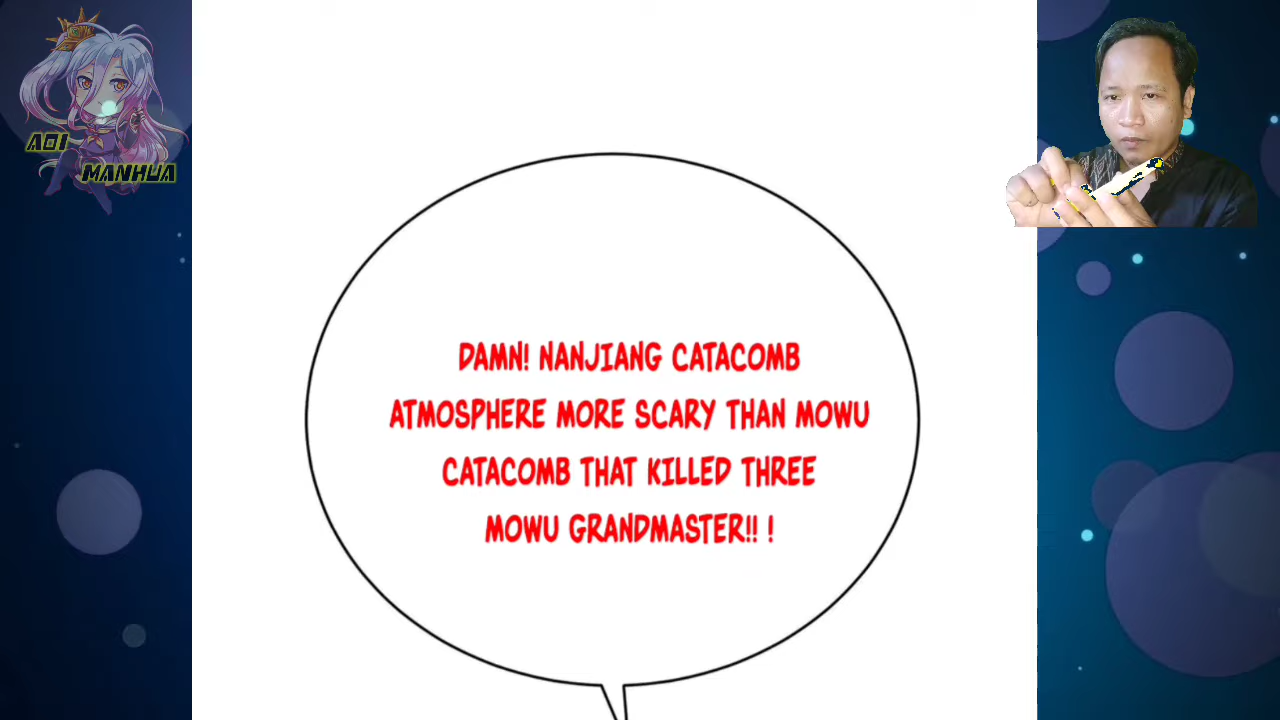 AOI
MANHUA
DAMN! NANJIANG CATACOMB
ATMOSPHERE MORE SCARY THAN MOWU
CATACOMB THAT KILLED THREE
MOWU GRANDMASTER!! !